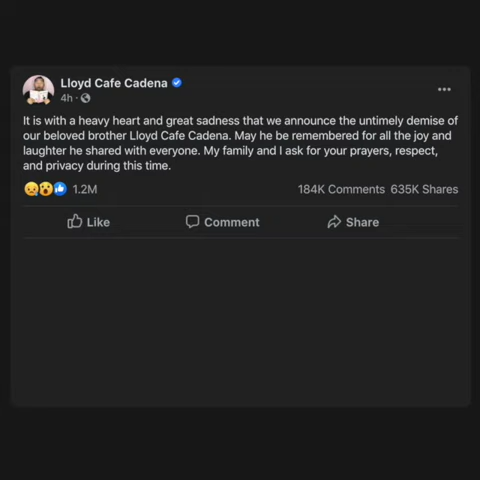 Lloyd Cafe Cadena
4h ·
It is with a heavy heart and great sadness that we announce the untimely demise of
our beloved brother Lloyd Cafe Cadena. May he be remembered for all the joy and
laughter he shared with everyone. My family and I ask for your prayers, respect,
and privacy during this time.
1.2M 184K Comments 635K Shares
Like Comment Share